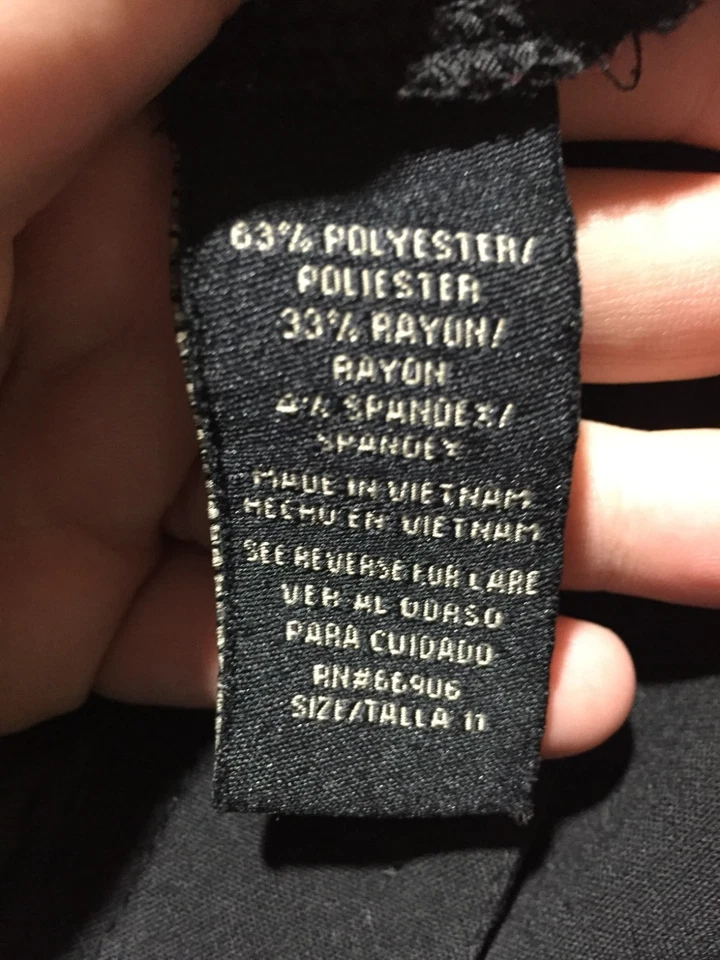 63% POLYESTER/
POLIESTER
33% RAYON/
RAYON
4% SPANDEX/
SPANDEX
MADE IN VIETNAM
HECHO EN VIETNAM
SEE REVERSE FOR CARE
VER AL DORSO
PARA CUIDADO
RN#66906
SIZE/TALLA 11